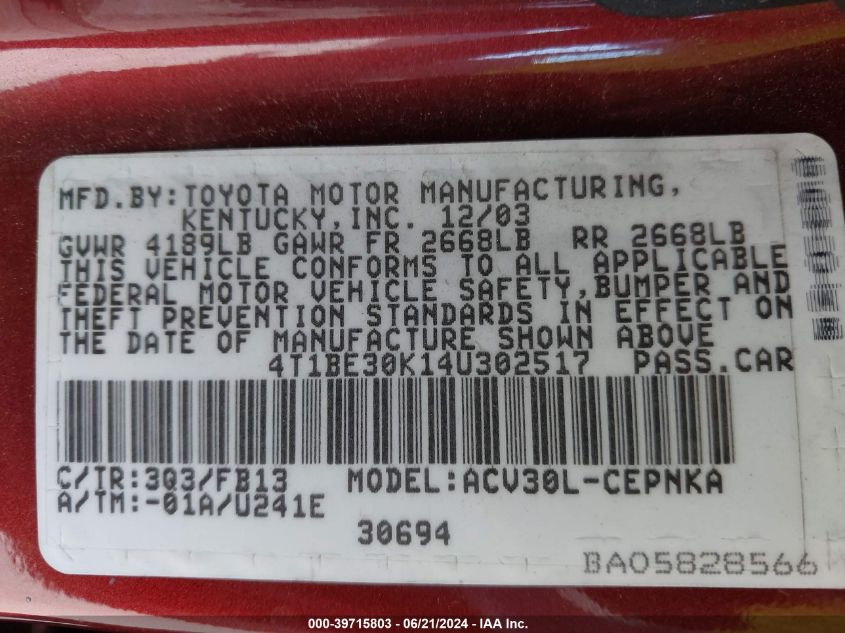 MFD.BY:TOYOTA MOTOR MANUFACTURING,
KENTUCKY,INC. 12/03
GVWR 4189LB GAWR FR 2668LB RR 2668LB
THIS VEHICLE CONFORMS TO ALL APPLICABLE
FEDERAL MOTOR VEHICLE SAFETY,BUMPER AND
THEFT PREVENTION STANDARDS IN EFFECT ON
THE DATE OF MANUFACTURE SHOWN ABOVE
4T1BE30K14U302517 PASS.CAR
C/TR:3Q3/FB13 MODEL:ACV30L-CEPNKA
A/TM:-01A/U241E
30694
BA05828566
000-39715803 - 06/21/2024 - IAAI Inc.